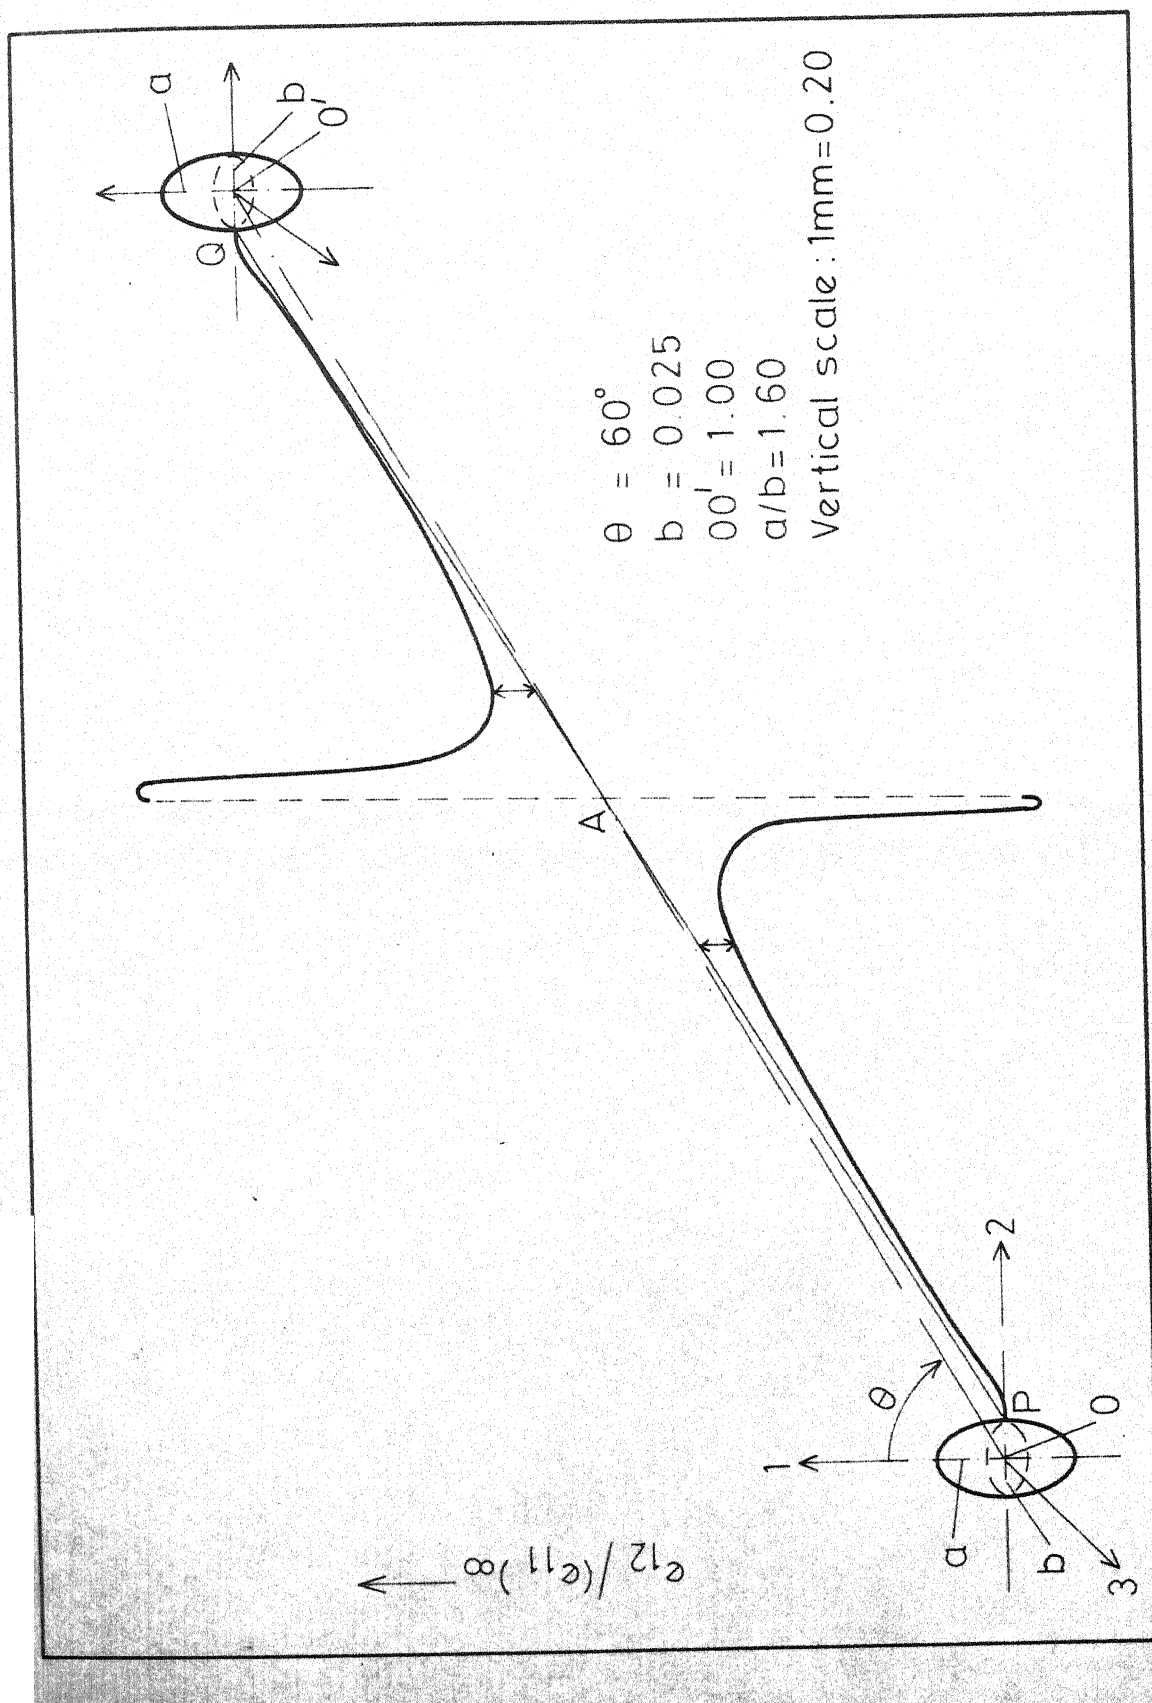 e₁₂/(e₁₁)∞
a
b
O'
Q
θ = 60°
b = 0.025
OO' = 1.00
a/b = 1.60
Vertical scale : 1mm = 0.20
A
θ
1
2
P
O
a
b
3